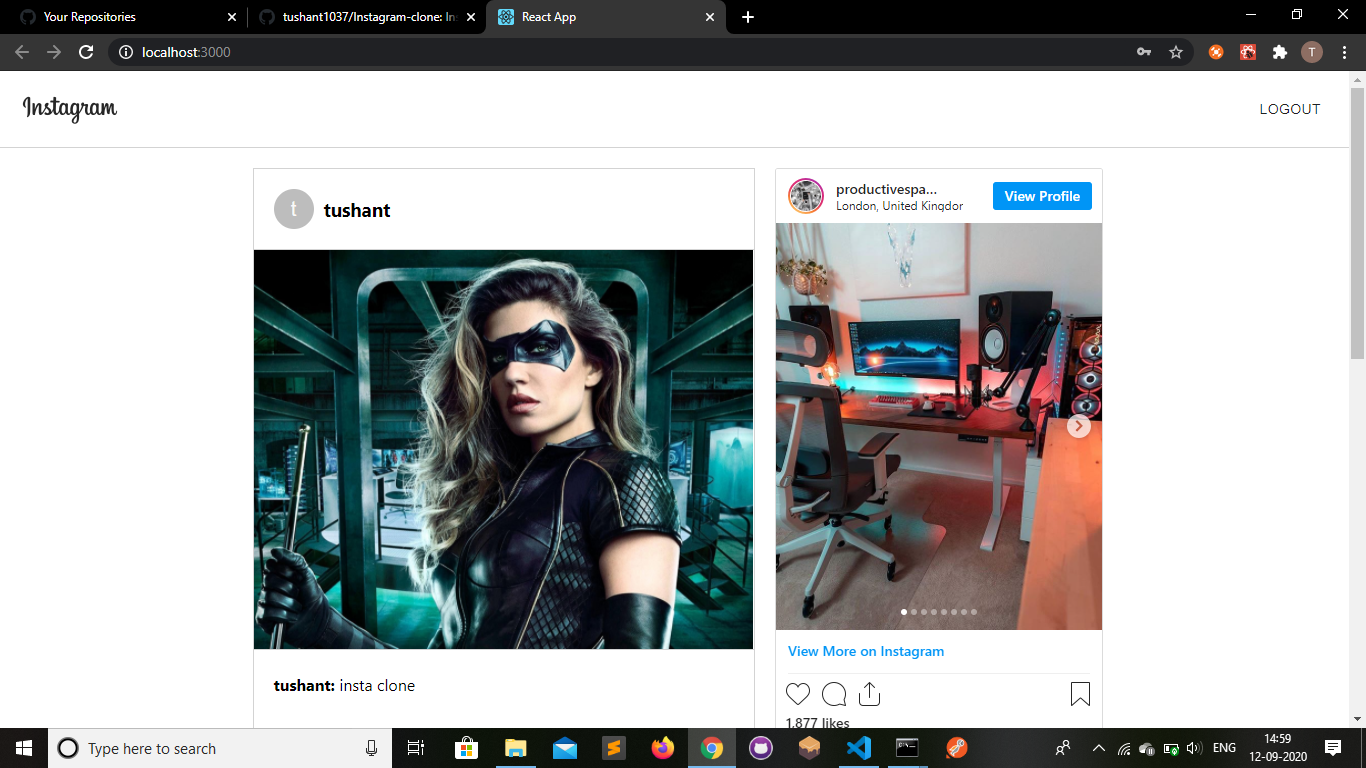 Your Repositories
tushant1037/Instagram-clone: In
React App
localhost:3000
T
Instagram
LOGOUT
t
tushant
tushant: insta clone
productivespa...
London, United Kingdor
View Profile
View More on Instagram
1,877 likes
Type here to search
ENG
14:59
12-09-2020